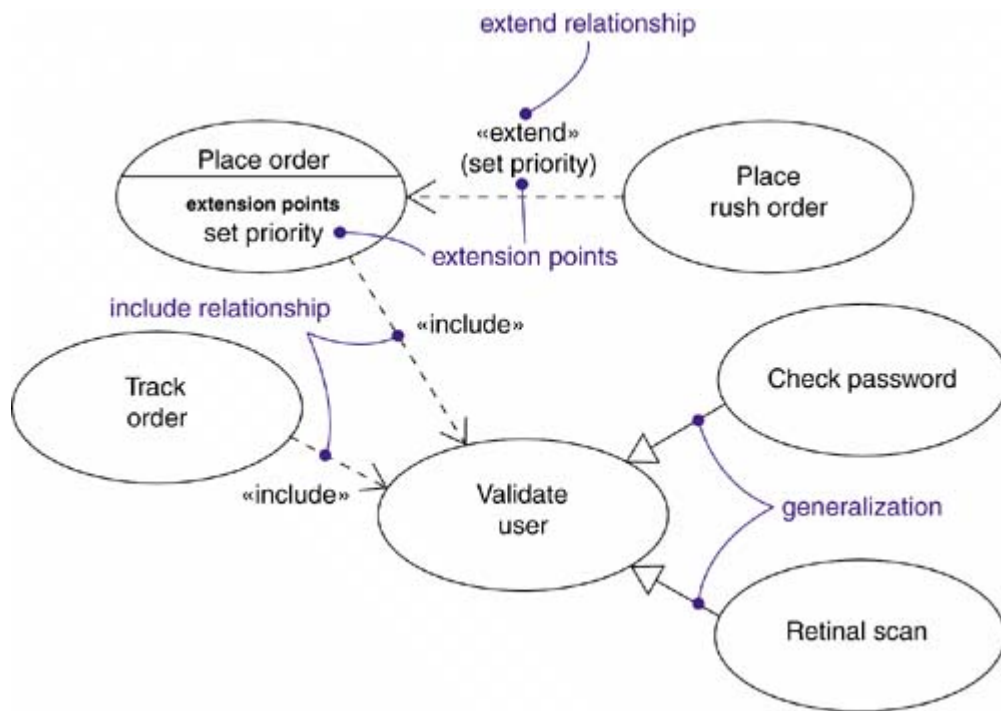 extend relationship
«extend»
(set priority)
Place order
extension points
set priority
Place
rush order
extension points
include relationship
«include»
Track
order
Check password
«include»
Validate
user
generalization
Retinal scan